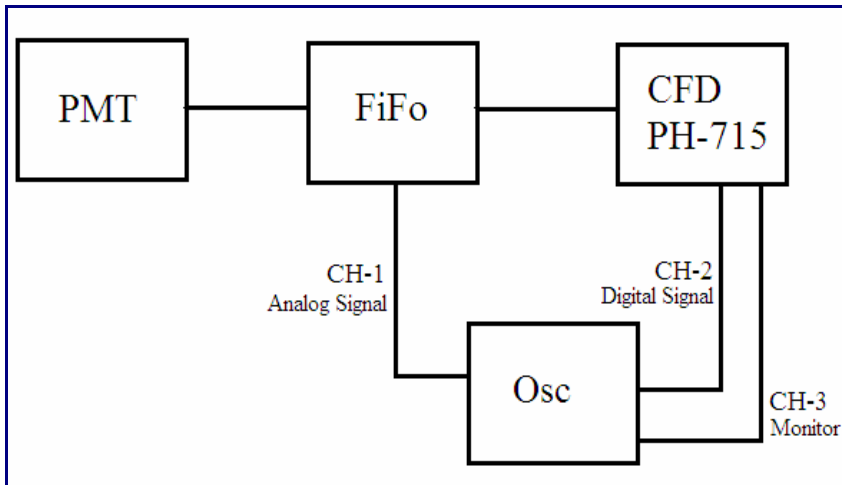 PMT
FiFo
CFD
PH-715
CH-1
Analog Signal
CH-2
Digital Signal
Osc
CH-3
Monitor